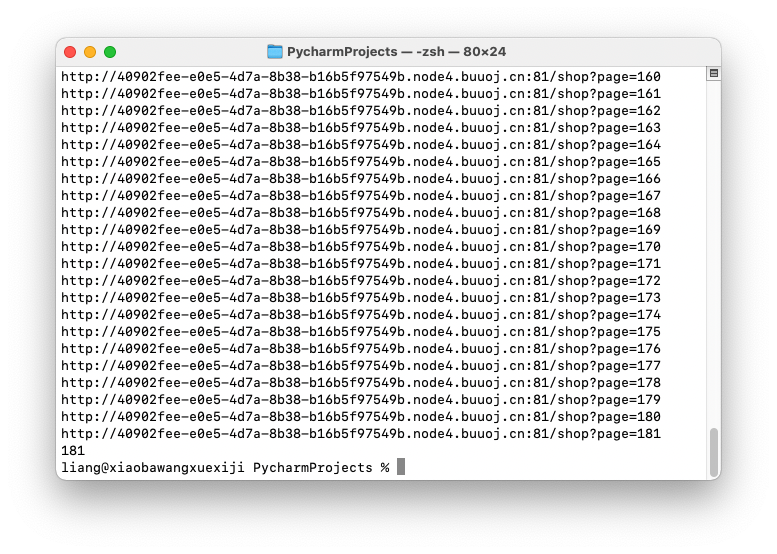 PycharmProjects — -zsh — 80×24
http://40902fee-e0e5-4d7a-8b38-b16b5f97549b.node4.buuoj.cn:81/shop?page=160
http://40902fee-e0e5-4d7a-8b38-b16b5f97549b.node4.buuoj.cn:81/shop?page=161
http://40902fee-e0e5-4d7a-8b38-b16b5f97549b.node4.buuoj.cn:81/shop?page=162
http://40902fee-e0e5-4d7a-8b38-b16b5f97549b.node4.buuoj.cn:81/shop?page=163
http://40902fee-e0e5-4d7a-8b38-b16b5f97549b.node4.buuoj.cn:81/shop?page=164
http://40902fee-e0e5-4d7a-8b38-b16b5f97549b.node4.buuoj.cn:81/shop?page=165
http://40902fee-e0e5-4d7a-8b38-b16b5f97549b.node4.buuoj.cn:81/shop?page=166
http://40902fee-e0e5-4d7a-8b38-b16b5f97549b.node4.buuoj.cn:81/shop?page=167
http://40902fee-e0e5-4d7a-8b38-b16b5f97549b.node4.buuoj.cn:81/shop?page=168
http://40902fee-e0e5-4d7a-8b38-b16b5f97549b.node4.buuoj.cn:81/shop?page=169
http://40902fee-e0e5-4d7a-8b38-b16b5f97549b.node4.buuoj.cn:81/shop?page=170
http://40902fee-e0e5-4d7a-8b38-b16b5f97549b.node4.buuoj.cn:81/shop?page=171
http://40902fee-e0e5-4d7a-8b38-b16b5f97549b.node4.buuoj.cn:81/shop?page=172
http://40902fee-e0e5-4d7a-8b38-b16b5f97549b.node4.buuoj.cn:81/shop?page=173
http://40902fee-e0e5-4d7a-8b38-b16b5f97549b.node4.buuoj.cn:81/shop?page=174
http://40902fee-e0e5-4d7a-8b38-b16b5f97549b.node4.buuoj.cn:81/shop?page=175
http://40902fee-e0e5-4d7a-8b38-b16b5f97549b.node4.buuoj.cn:81/shop?page=176
http://40902fee-e0e5-4d7a-8b38-b16b5f97549b.node4.buuoj.cn:81/shop?page=177
http://40902fee-e0e5-4d7a-8b38-b16b5f97549b.node4.buuoj.cn:81/shop?page=178
http://40902fee-e0e5-4d7a-8b38-b16b5f97549b.node4.buuoj.cn:81/shop?page=179
http://40902fee-e0e5-4d7a-8b38-b16b5f97549b.node4.buuoj.cn:81/shop?page=180
http://40902fee-e0e5-4d7a-8b38-b16b5f97549b.node4.buuoj.cn:81/shop?page=181
181
liang@xiaobawangxuexiji PycharmProjects %